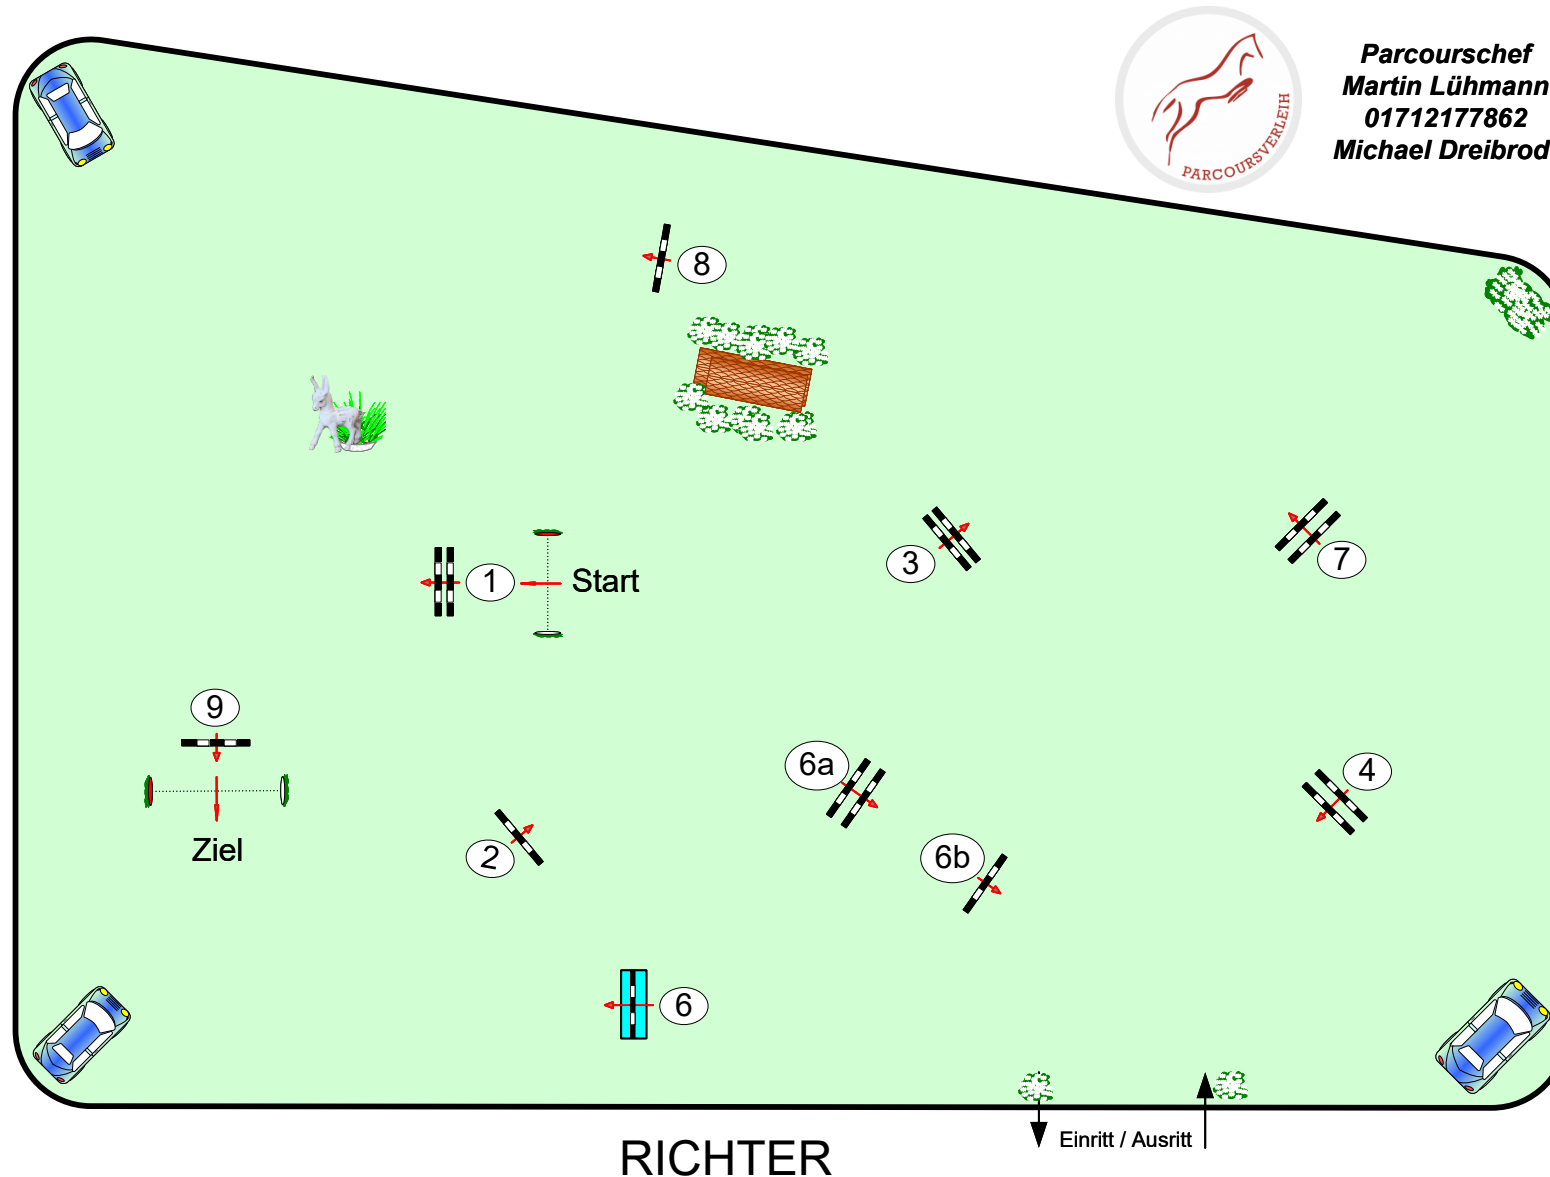 Parcourschef
Martin Lühmann
01712177862
Michael Dreibrod
PARCOURSVERLEIH
8
3
7
1
Start
9
6a
4
Ziel
2
6b
6
Einritt / Ausritt
RICHTER